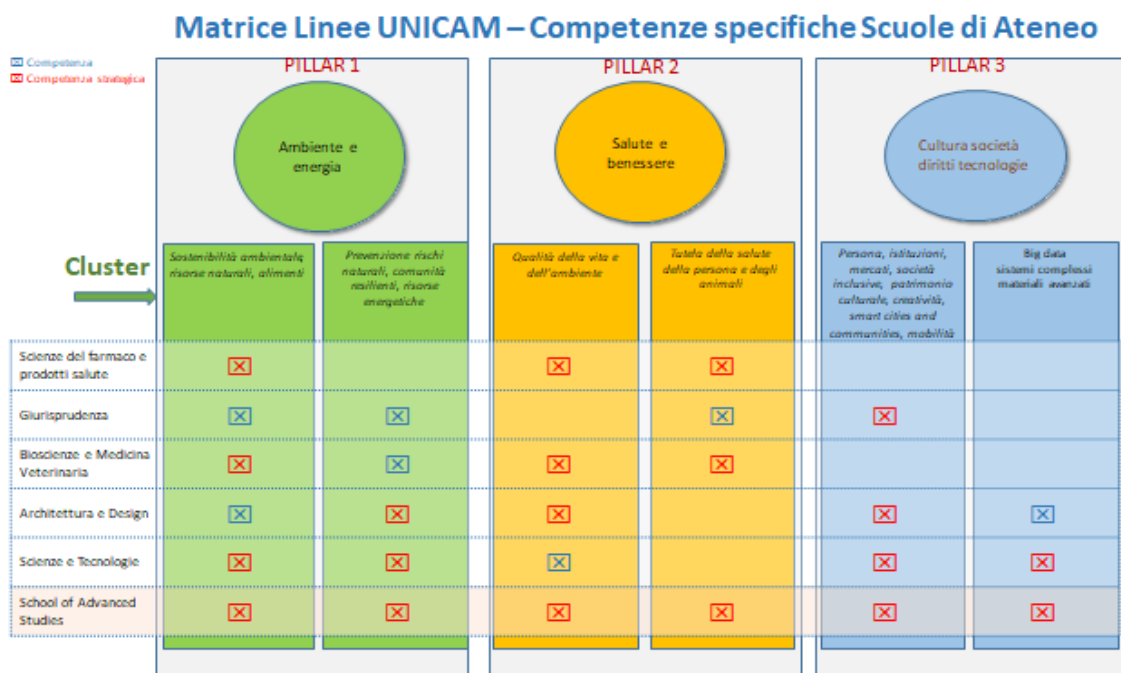 Matrice Linee UNICAM – Competenze specifiche Scuole di Ateneo
Competenza
Competenza strategica
PILLAR 1
PILLAR 2
PILLAR 3
Ambiente e
energia
Salute e
benessere
Cultura società
diritti tecnologie
Cluster
Sostenibilità ambientale,
risorse naturali, alimenti
Prevenzione rischi
naturali, comunità
resilienti, risorse
energetiche
Qualità della vita e
dell'ambiente
Tutela della salute
della persona e degli
animali
Persona, istituzioni,
mercati, società
inclusive, patrimonio
culturale, creatività,
smart cities and
communities, mobilità
Big data
sistemi complessi
materiali avanzati
Scienze del farmaco e
prodotti salute
Giurisprudenza
Bioscienze e Medicina
Veterinaria
Architettura e Design
Scienze e Tecnologie
School of Advanced
Studies